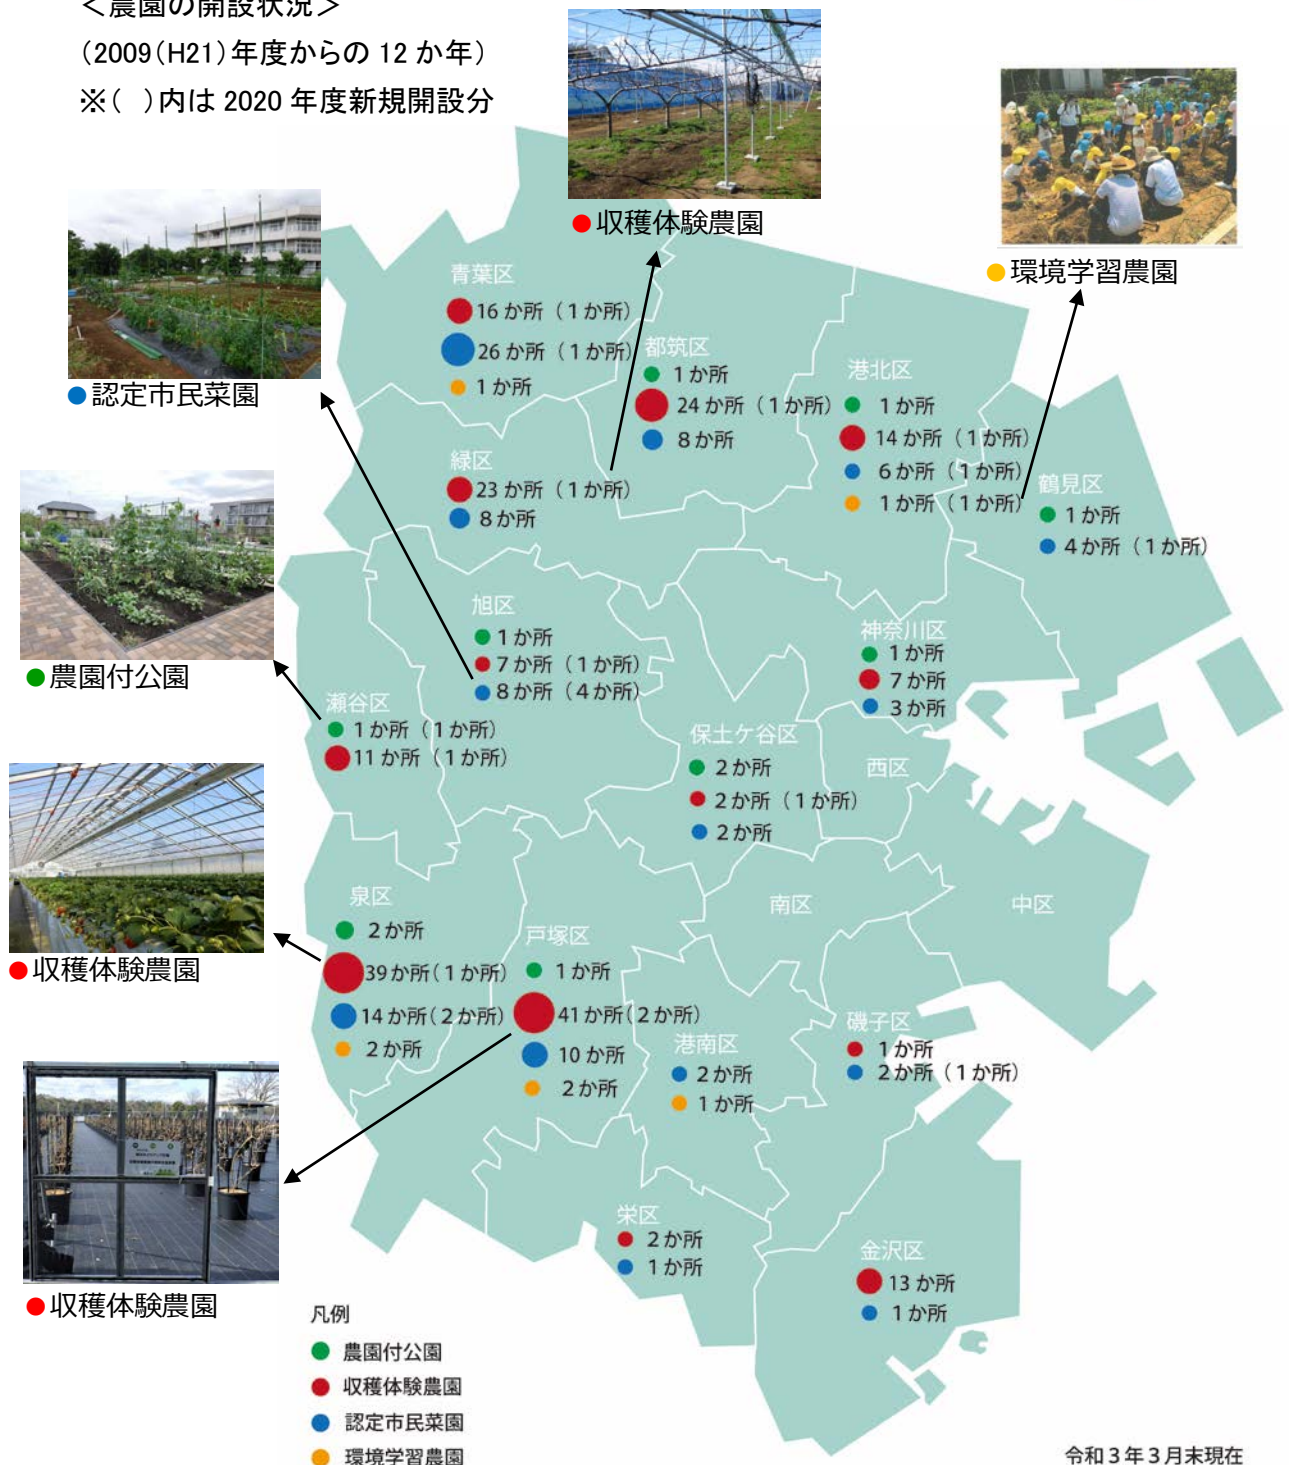 ＜農園の開設状況＞
（2009（H21）年度からの 12 か年）
※（　）内は 2020 年度新規開設分
●収穫体験農園
●環境学習農園
●認定市民菜園
●農園付公園
●収穫体験農園
●収穫体験農園
青葉区
16 か所（1 か所）
26 か所（1 か所）
1 か所
都筑区
1 か所
24 か所（1 か所）
8 か所
港北区
1 か所
14 か所（1 か所）
6 か所（1 か所）
1 か所（1 か所）
鶴見区
1 か所
4 か所（1 か所）
緑区
23 か所（1 か所）
8 か所
旭区
1 か所
7 か所（1 か所）
8 か所（4 か所）
神奈川区
1 か所
7 か所
3 か所
瀬谷区
1 か所（1 か所）
11 か所（1 か所）
保土ケ谷区
2 か所
2 か所（1 か所）
2 か所
西区
泉区
2 か所
39 か所（1 か所）
14 か所（2 か所）
2 か所
戸塚区
1 か所
41 か所（2 か所）
10 か所
2 か所
南区
中区
港南区
2 か所
1 か所
磯子区
1 か所
2 か所（1 か所）
栄区
2 か所
1 か所
金沢区
13 か所
1 か所
凡例
農園付公園
収穫体験農園
認定市民菜園
環境学習農園
令和 3 年 3 月末現在